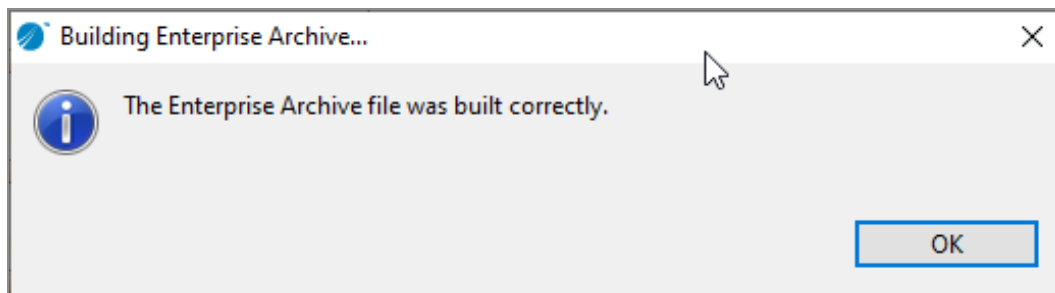 Building Enterprise Archive...
The Enterprise Archive file was built correctly.
OK